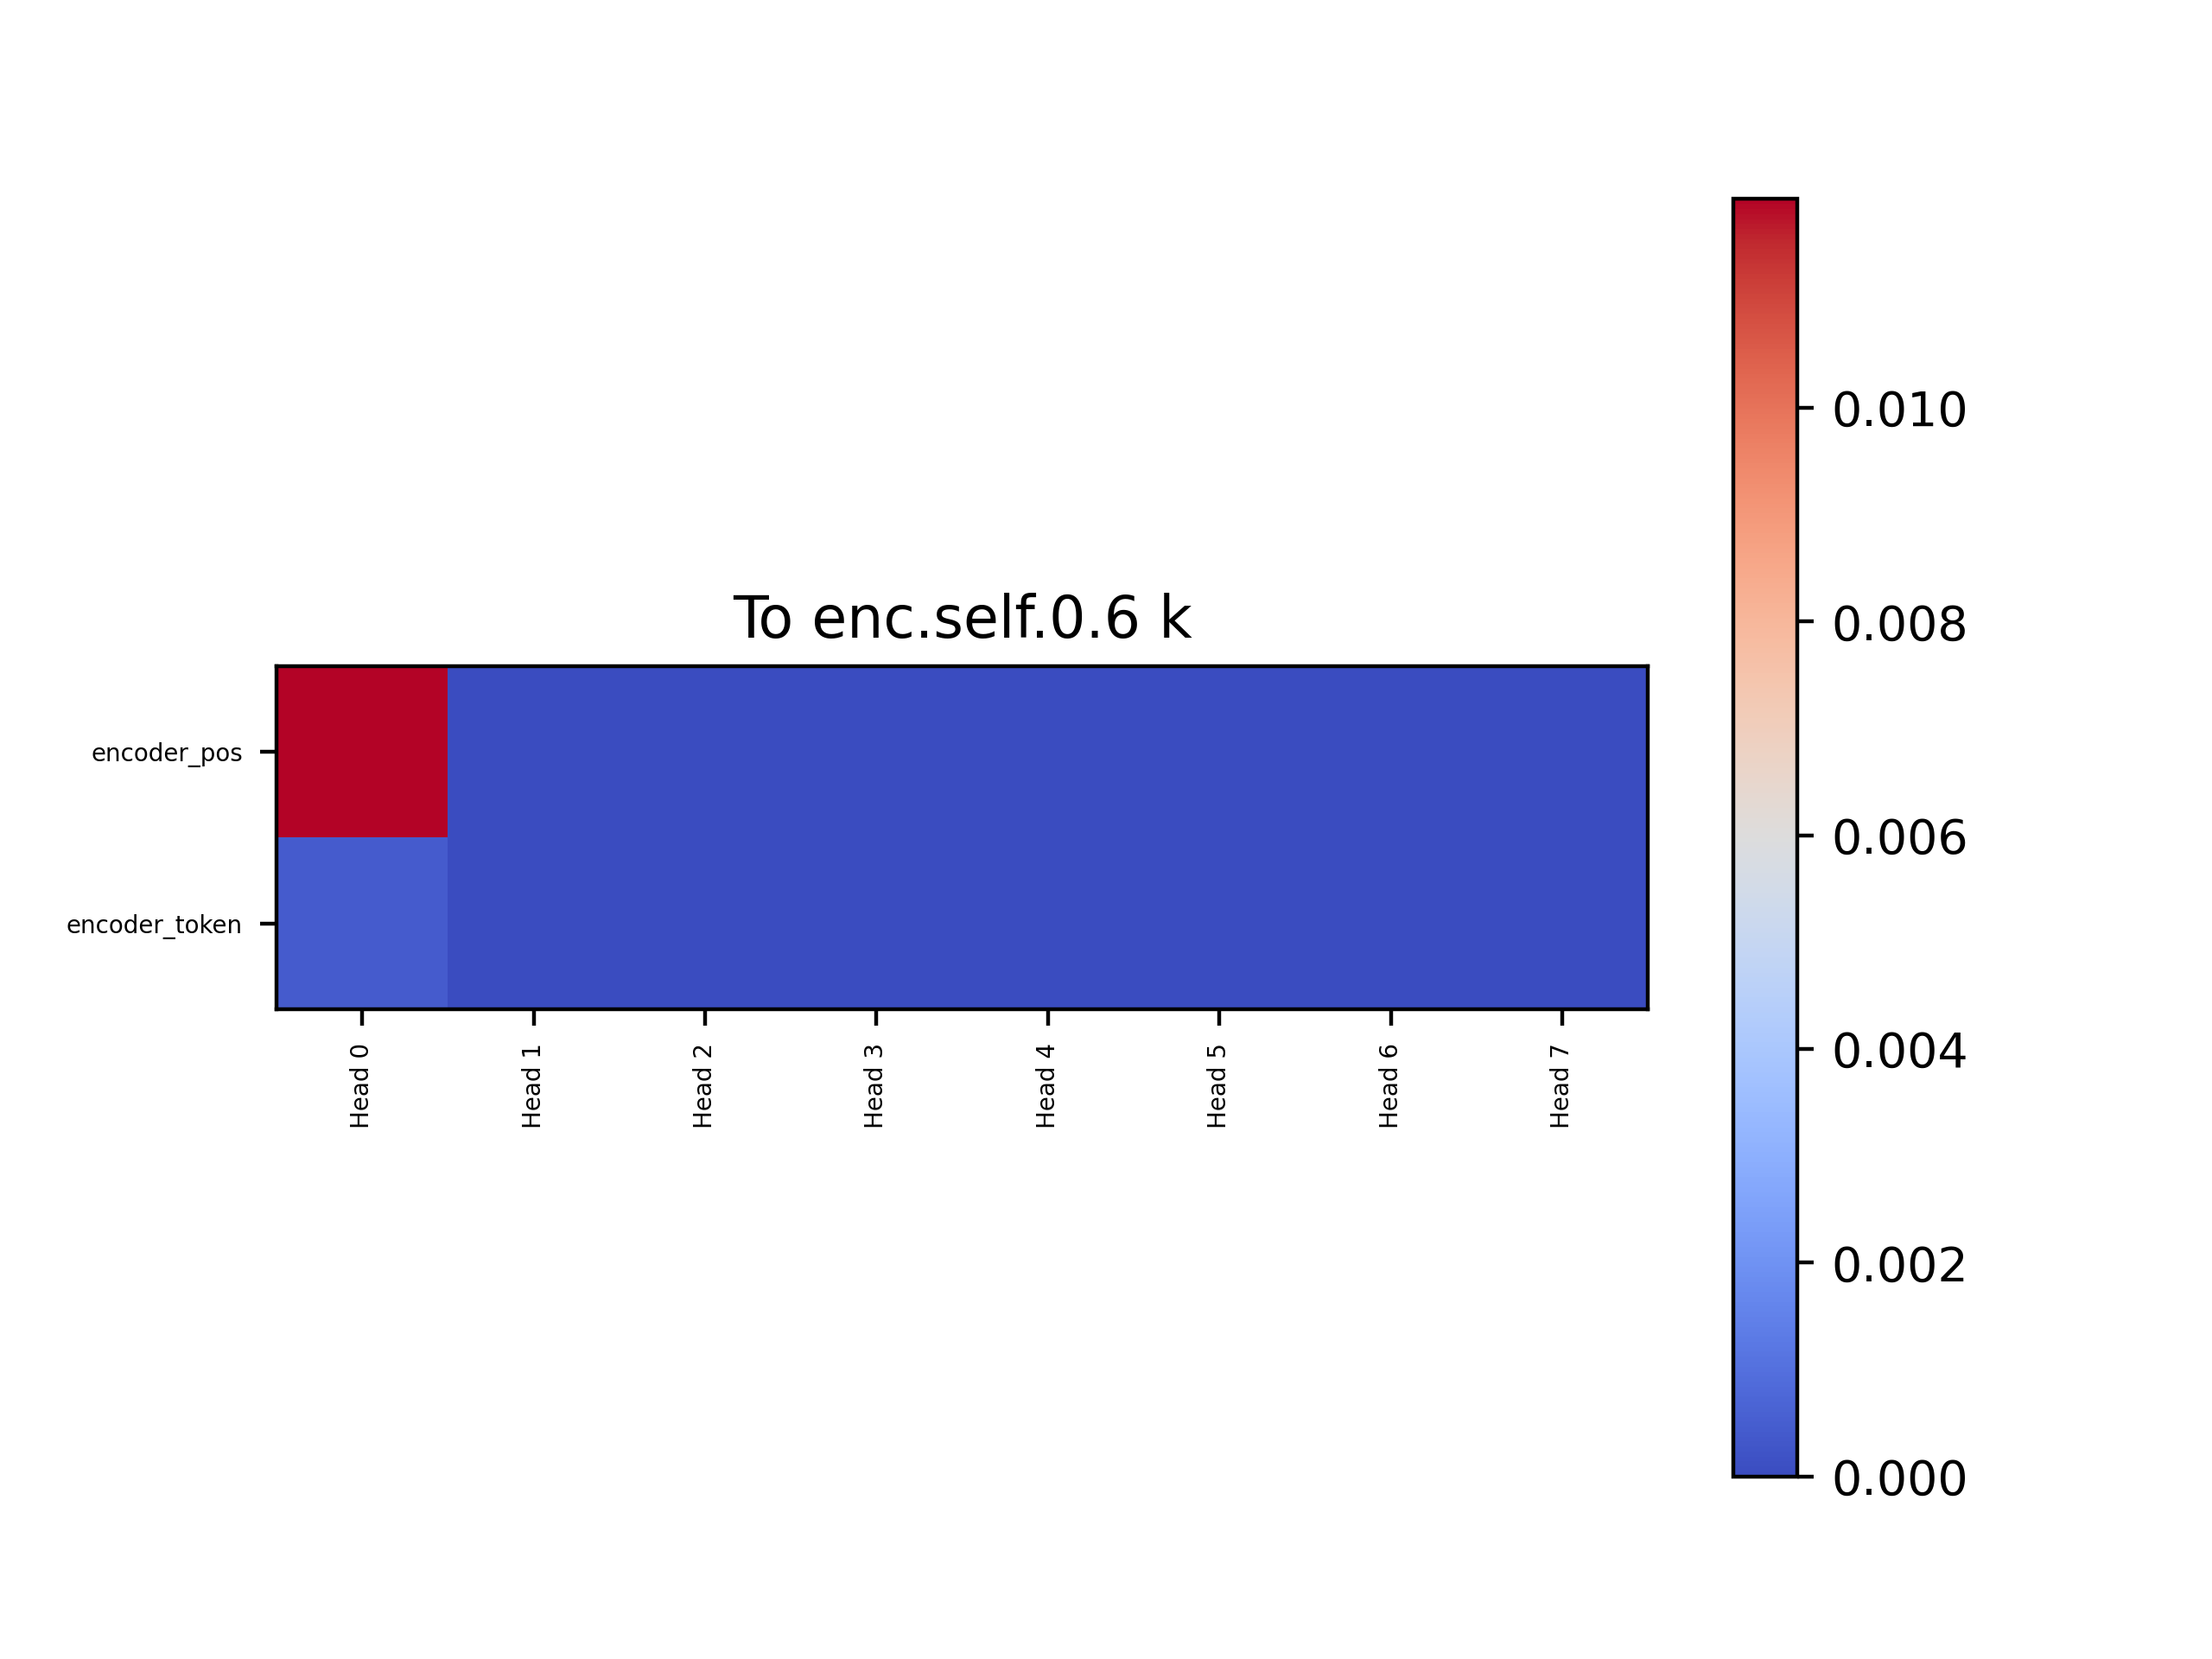 To enc.self.0.6 k
encoder_pos
encoder_token
Head 0
Head 1
Head 2
Head 3
Head 4
Head 5
Head 6
Head 7
0.010
0.008
0.006
0.004
0.002
0.000